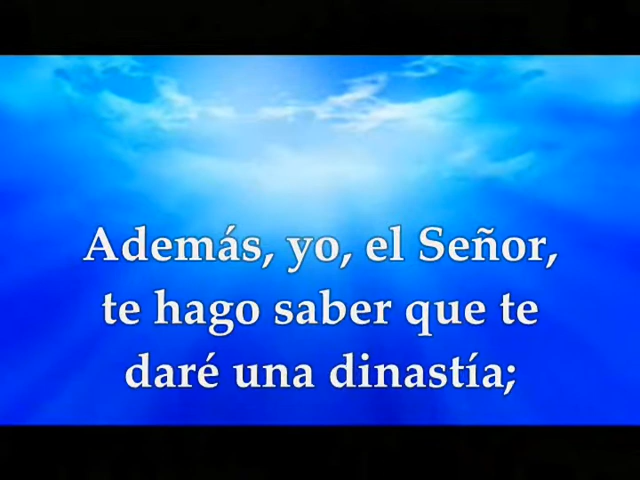 Además, yo, el Señor,
te hago saber que te
daré una dinastía;